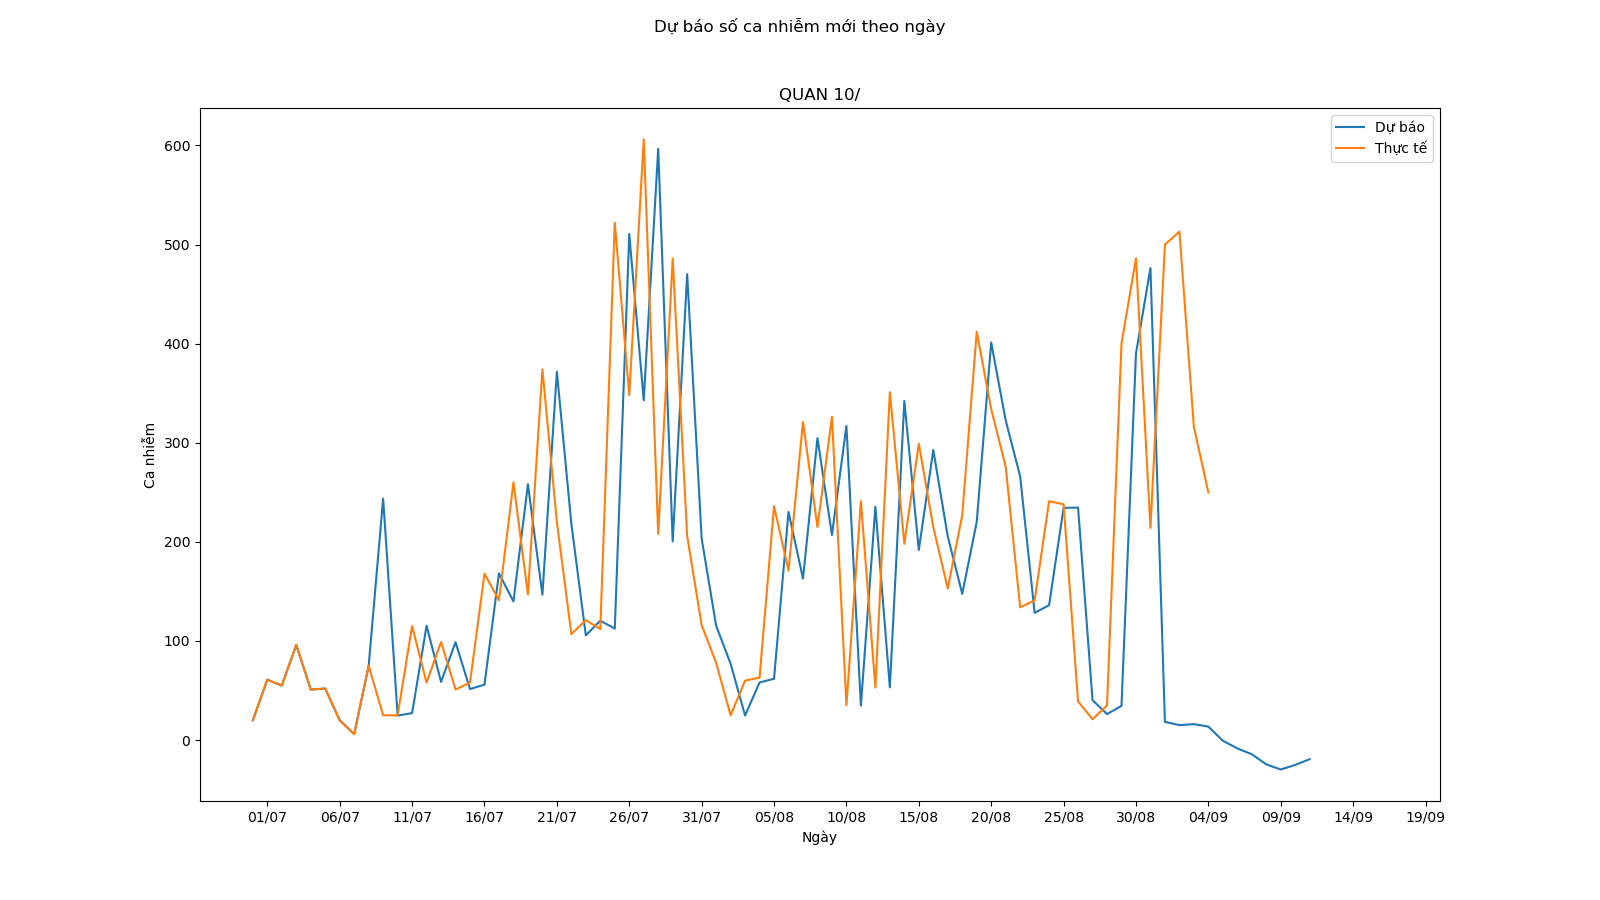 Dự báo số ca nhiễm mới theo ngày
QUAN 10/
Dự báo
Thực tế
600
500
400
300
200
100
0
Ca nhiễm
01/07 06/07 11/07 16/07 21/07 26/07 31/07 05/08 10/08 15/08 20/08 25/08 30/08 04/09 09/09 14/09 19/09
Ngày